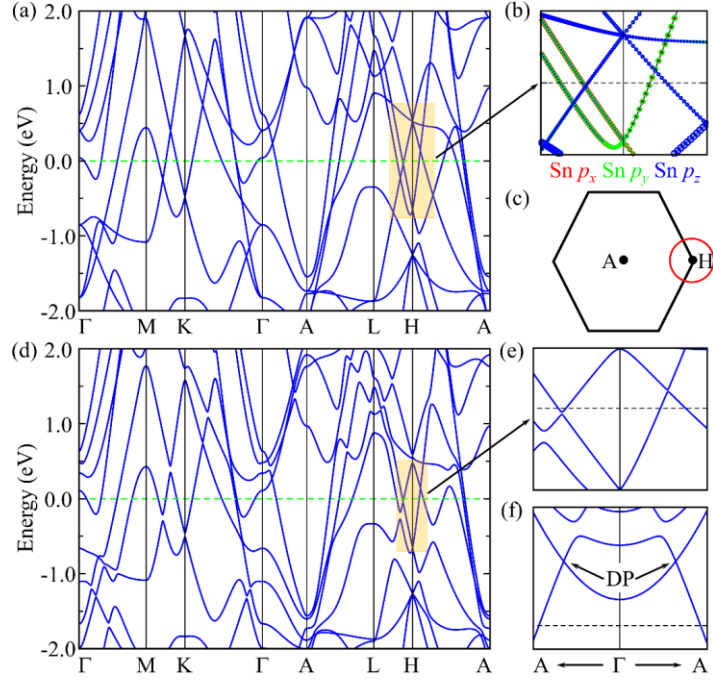 (a)
2.0
1.0
0.0
-1.0
-2.0
Energy (eV)
Γ M K Γ A L H A
(b)
Sn px Sn py Sn pz
(c)
A H
(d)
2.0
1.0
0.0
-1.0
-2.0
Energy (eV)
Γ M K Γ A L H A
(e)
(f)
DP
A Γ A